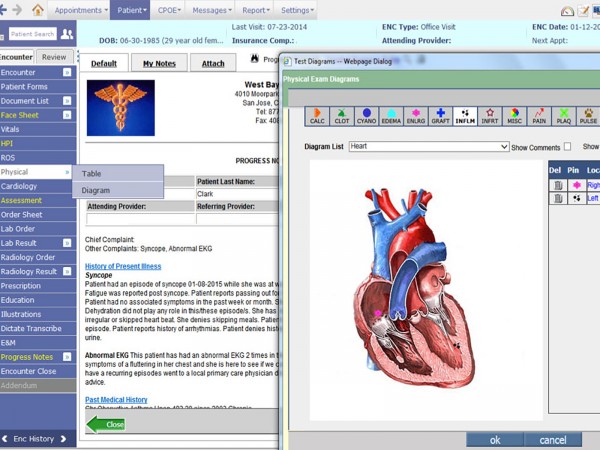 Appointments Patient CPOE Messages Report Settings
Patient Search
Last Visit: 07-23-2014 ENC Type: Office Visit ENC Date: 01-12-20
DOB: 06-30-1985 (29 year old fem... Insurance Comp.: Attending Provider: Next Appt:
Encounter Review
Encounter
Patient Forms
Document List
Face Sheet
Vitals
HPI
ROS
Physical
Cardiology
Assessment
Order Sheet
Lab Order
Lab Result
Radiology Order
Radiology Result
Prescription
Education
Illustrations
Dictate Transcribe
E&M
Progress Notes
Encounter Close
Addendum
Enc History
Table
Diagram
Default My Notes Attach Prog
West Bay
4010 Moorpark
San Jose, C
Tel: 877
Fax: 408
PROGRESS NOT
Patient Last Name:
Clark
Attending Provider: Referring Provider:
Chief Complaint:
Other Complaints: Syncope, Abnormal EKG
History of Present Illness
Syncope
Patient had an episode of syncope 01-08-2015 while she was at w
Fatigue was reported post syncope. Patient reports passing out for
Patient had no associated symptoms in the past week or month. S
Dehydration did not play any role in this/these episode/s. She has
irregular or skipped heart beat. She denies skipping meals. Patient
episode. Patient reports history of arrhythmias. Patient denies histo
urine.
Abnormal EKG This patient has had an abnormal EKG 2 times in t
symptoms of a fluttering in her chest and she is here to see if we c
have a recurring episodes went to a local primary care physician d
advice.
Past Medical History
Close
Test Diagrams -- Webpage Dialog
Physical Exam Diagrams
CALC CLOT CYANO EDEMA ENLRG GRAFT INFLM INFRT MISC PAIN PLAQ PULSE
Diagram List Heart Show Comments Show
Del Pin Loca
Right
Left
ok cancel